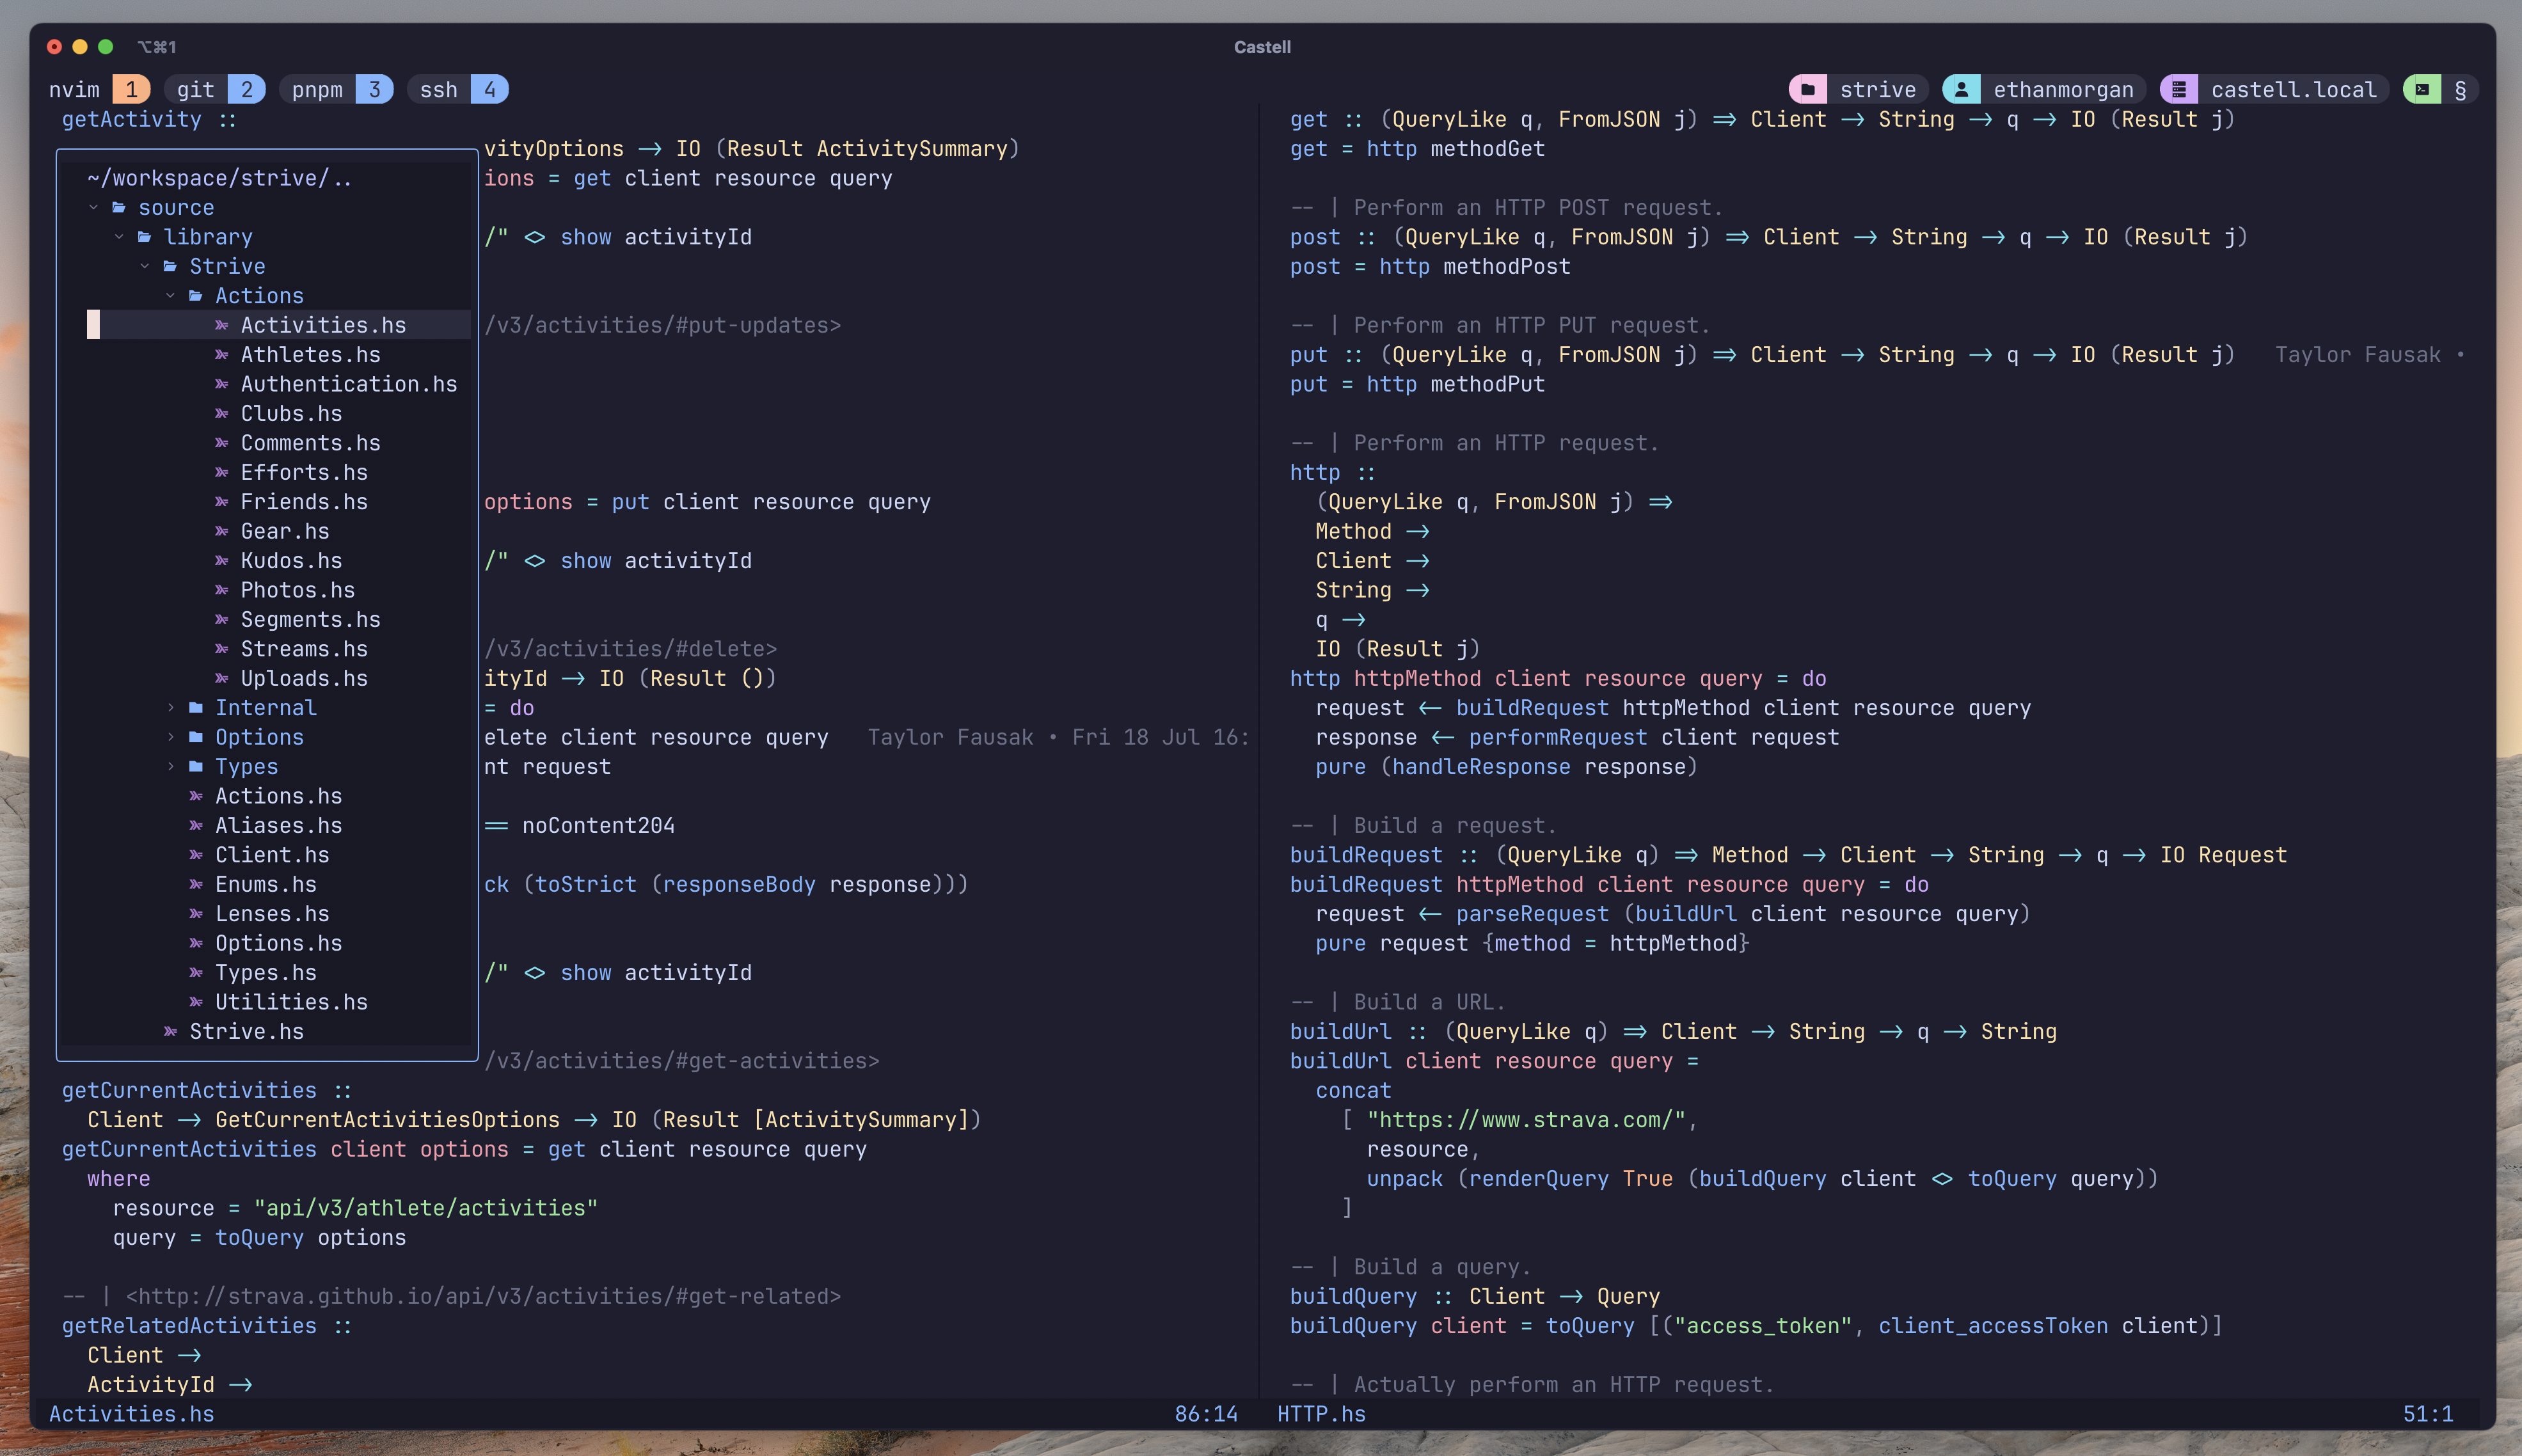 ⌥⌘1 Castell
nvim 1 git 2 pnpm 3 ssh 4 strive ethanmorgan castell.local §
getActivity ::
vityOptions -> IO (Result ActivitySummary)
ions = get client resource query
/" <> show activityId
/v3/activities/#put-updates>
options = put client resource query
/" <> show activityId
/v3/activities/#delete>
ityId -> IO (Result ())
= do
elete client resource query Taylor Fausak • Fri 18 Jul 16:
nt request
== noContent204
ck (toStrict (responseBody response)))
/" <> show activityId
/v3/activities/#get-activities>
~/workspace/strive/..
source
library
Strive
Actions
Activities.hs
Athletes.hs
Authentication.hs
Clubs.hs
Comments.hs
Efforts.hs
Friends.hs
Gear.hs
Kudos.hs
Photos.hs
Segments.hs
Streams.hs
Uploads.hs
Internal
Options
Types
Actions.hs
Aliases.hs
Client.hs
Enums.hs
Lenses.hs
Options.hs
Types.hs
Utilities.hs
Strive.hs
getCurrentActivities ::
Client -> GetCurrentActivitiesOptions -> IO (Result [ActivitySummary])
getCurrentActivities client options = get client resource query
where
resource = "api/v3/athlete/activities"
query = toQuery options
-- | <http://strava.github.io/api/v3/activities/#get-related>
getRelatedActivities ::
Client ->
ActivityId ->
Activities.hs 86:14
get :: (QueryLike q, FromJSON j) => Client -> String -> q -> IO (Result j)
get = http methodGet
-- | Perform an HTTP POST request.
post :: (QueryLike q, FromJSON j) => Client -> String -> q -> IO (Result j)
post = http methodPost
-- | Perform an HTTP PUT request.
put :: (QueryLike q, FromJSON j) => Client -> String -> q -> IO (Result j) Taylor Fausak •
put = http methodPut
-- | Perform an HTTP request.
http ::
(QueryLike q, FromJSON j) =>
Method ->
Client ->
String ->
q ->
IO (Result j)
http httpMethod client resource query = do
request <- buildRequest httpMethod client resource query
response <- performRequest client request
pure (handleResponse response)
-- | Build a request.
buildRequest :: (QueryLike q) => Method -> Client -> String -> q -> IO Request
buildRequest httpMethod client resource query = do
request <- parseRequest (buildUrl client resource query)
pure request {method = httpMethod}
-- | Build a URL.
buildUrl :: (QueryLike q) => Client -> String -> q -> String
buildUrl client resource query =
concat
[ "https://www.strava.com/",
resource,
unpack (renderQuery True (buildQuery client <> toQuery query))
]
-- | Build a query.
buildQuery :: Client -> Query
buildQuery client = toQuery [("access_token", client_accessToken client)]
-- | Actually perform an HTTP request.
HTTP.hs 51:1